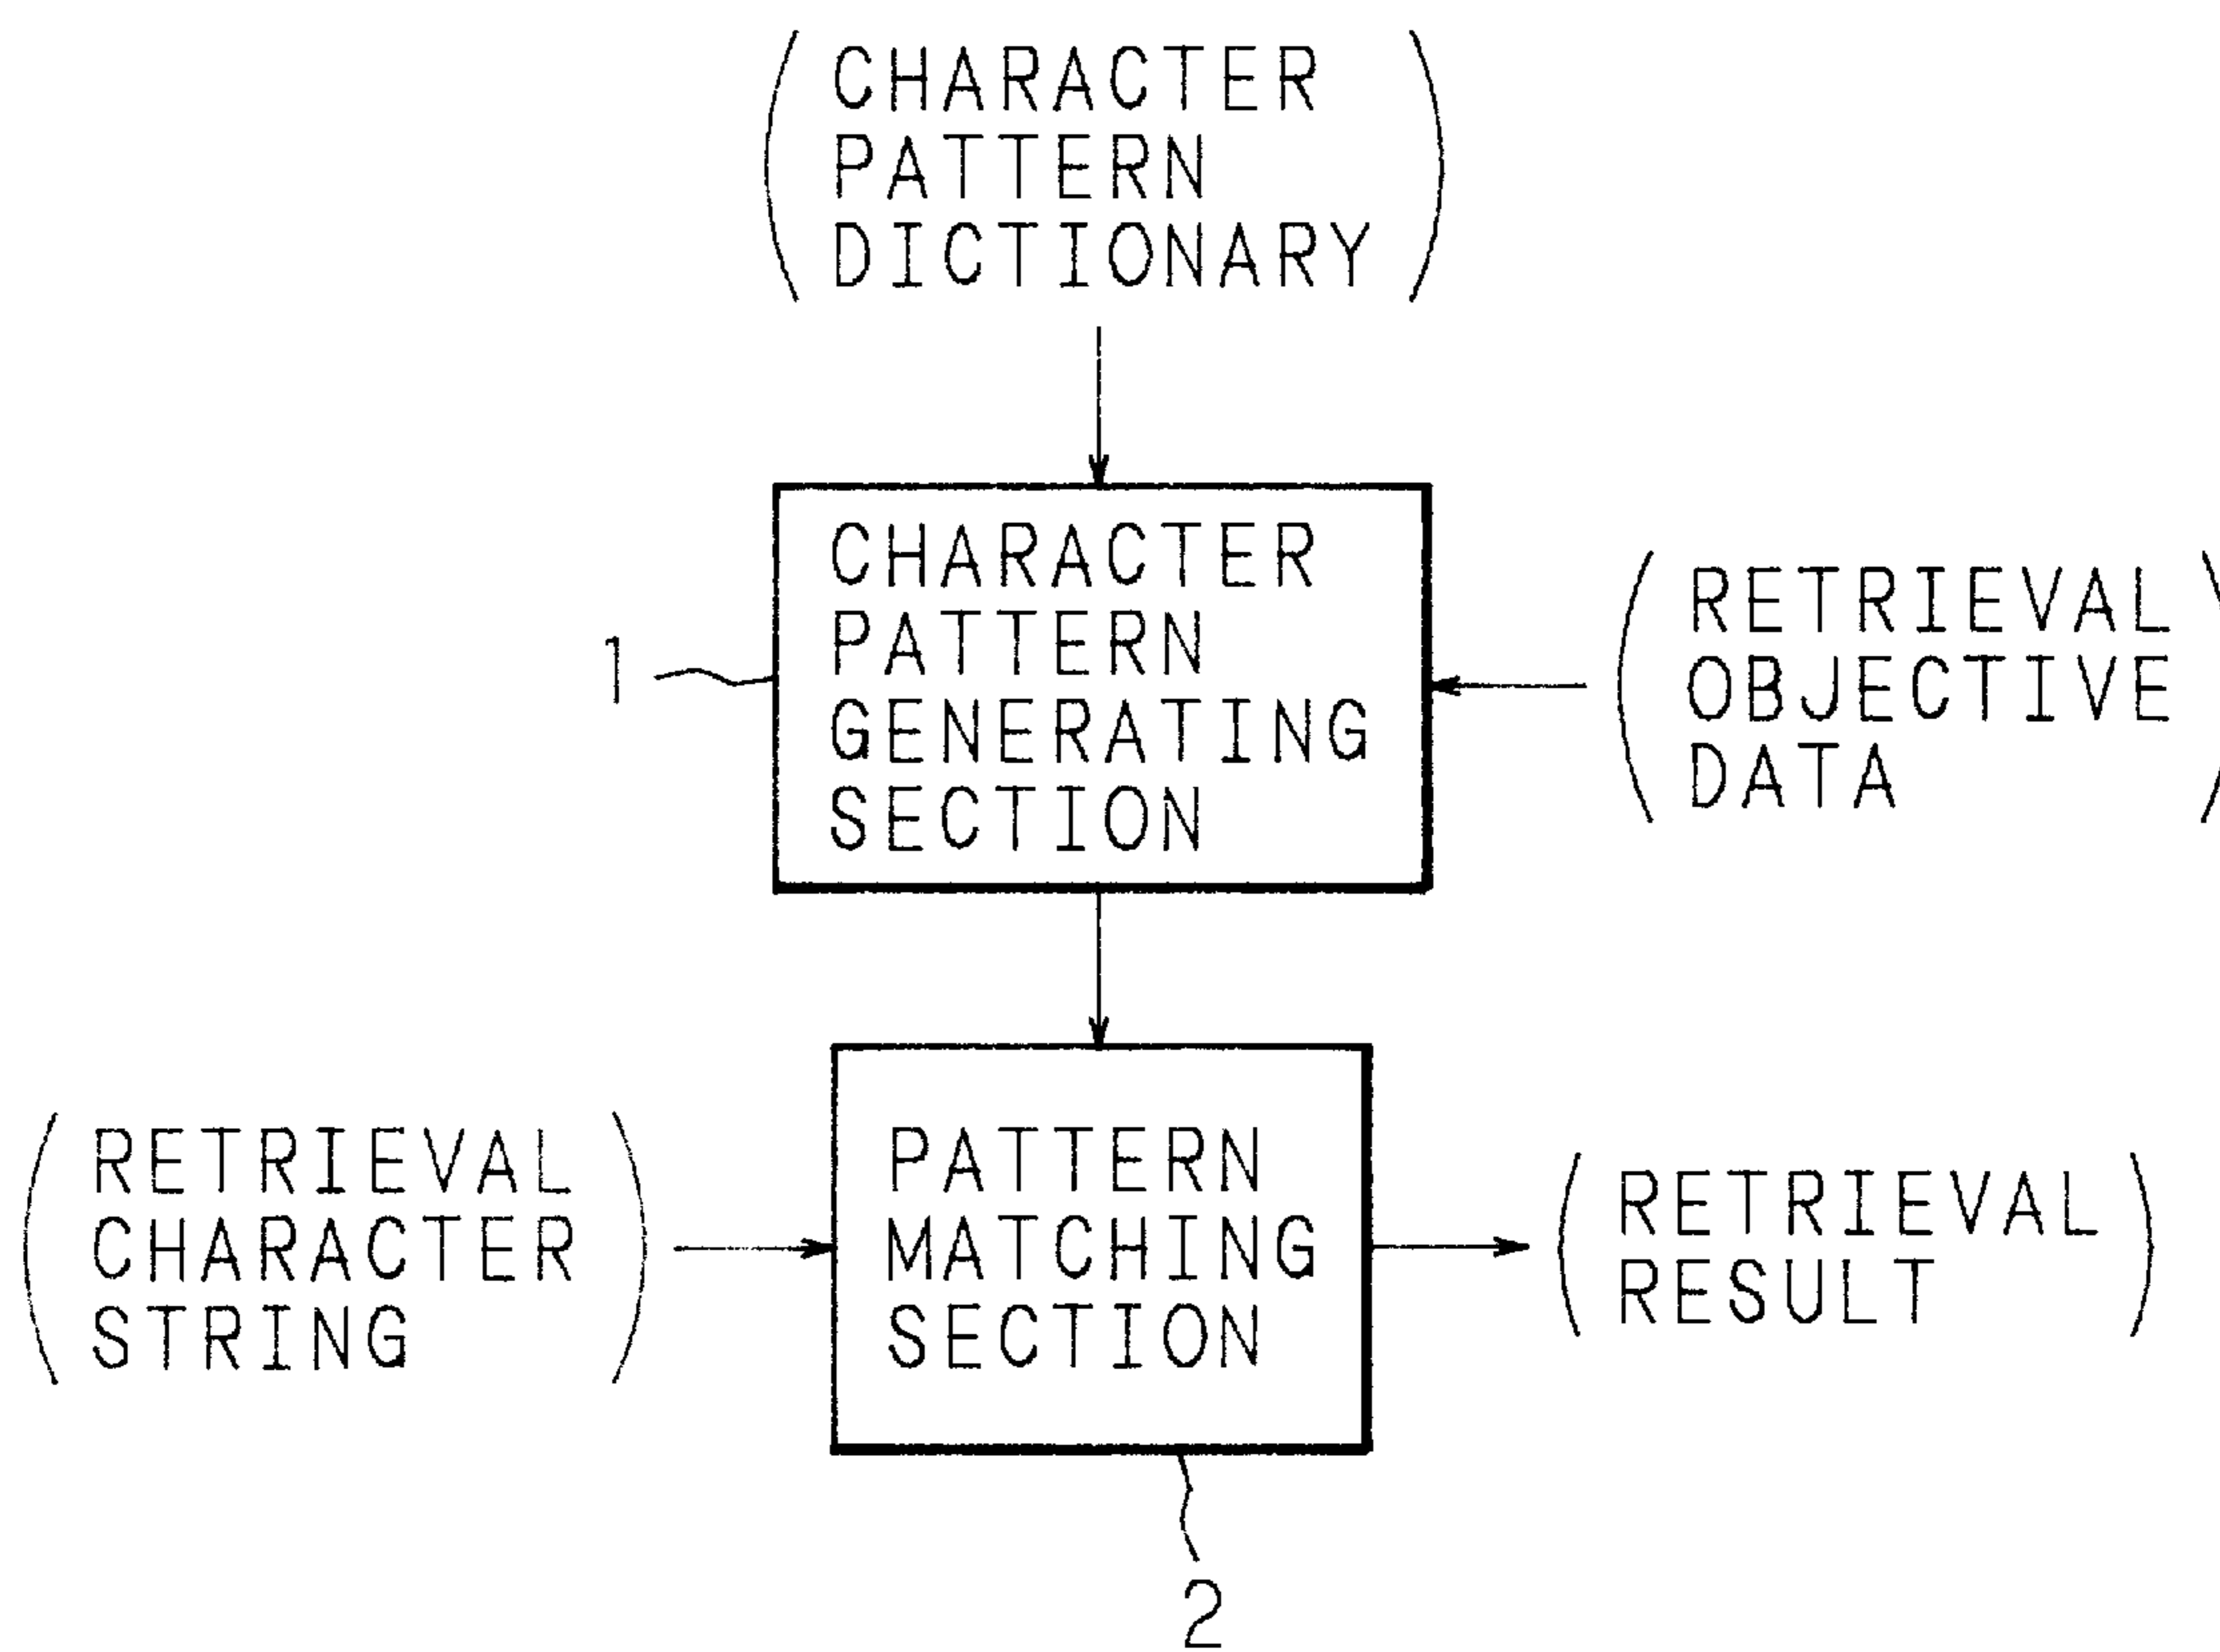 CHARACTER
PATTERN
DICTIONARY
CHARACTER
PATTERN
GENERATING
SECTION
1
RETRIEVAL
OBJECTIVE
DATA
RETRIEVAL
CHARACTER
STRING
PATTERN
MATCHING
SECTION
RETRIEVAL
RESULT
2